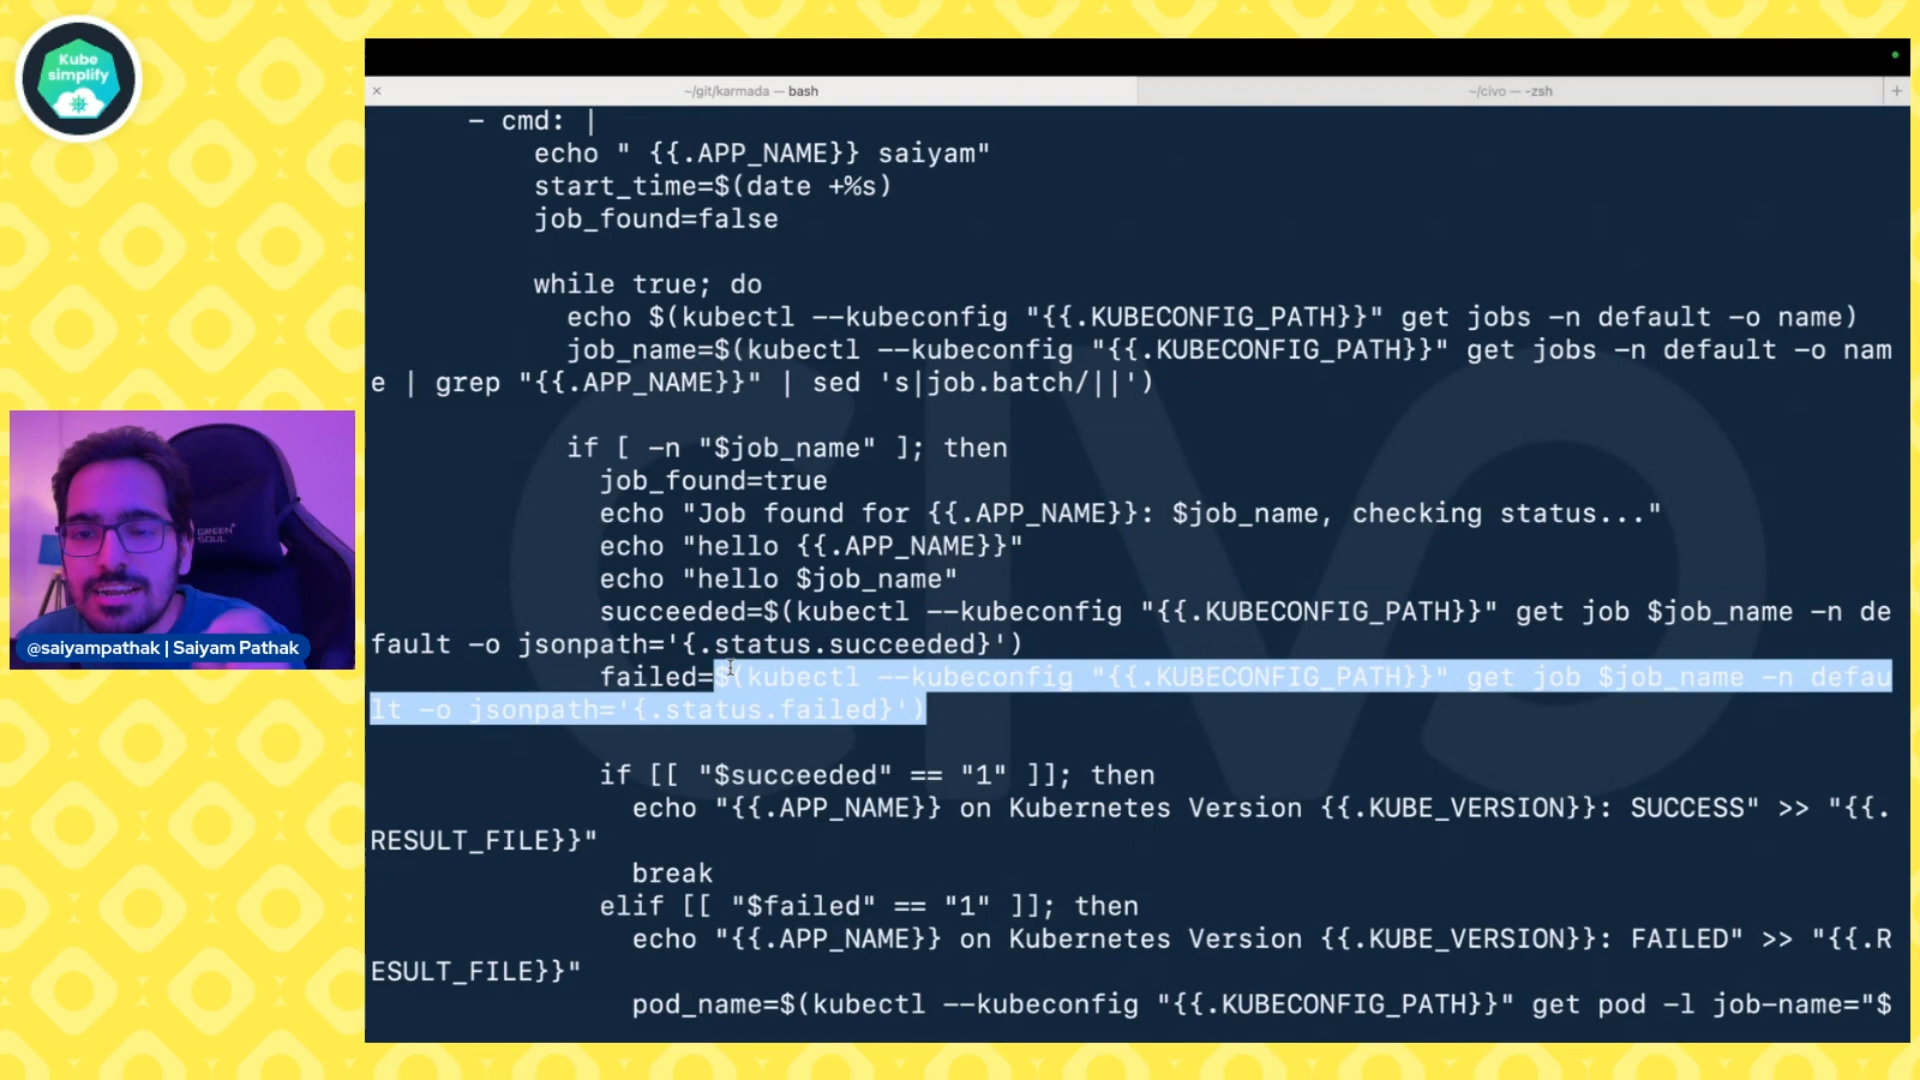 Kube
simplify
~/git/karmada — bash
~/civo — -zsh
- cmd: |
echo " {{.APP_NAME}} saiyam"
start_time=$(date +%s)
job_found=false
while true; do
echo $(kubectl --kubeconfig "{{.KUBECONFIG_PATH}}" get jobs -n default -o name)
job_name=$(kubectl --kubeconfig "{{.KUBECONFIG_PATH}}" get jobs -n default -o nam
e | grep "{{.APP_NAME}}" | sed 's|job.batch/||')
if [ -n "$job_name" ]; then
job_found=true
echo "Job found for {{.APP_NAME}}: $job_name, checking status..."
echo "hello {{.APP_NAME}}"
echo "hello $job_name"
succeeded=$(kubectl --kubeconfig "{{.KUBECONFIG_PATH}}" get job $job_name -n de
fault -o jsonpath='{.status.succeeded}')
failed=$(kubectl --kubeconfig "{{.KUBECONFIG_PATH}}" get job $job_name -n defau
lt -o jsonpath='{.status.failed}')
if [[ "$succeeded" == "1" ]]; then
echo "{{.APP_NAME}} on Kubernetes Version {{.KUBE_VERSION}}: SUCCESS" >> "{{.
RESULT_FILE}}"
break
elif [[ "$failed" == "1" ]]; then
echo "{{.APP_NAME}} on Kubernetes Version {{.KUBE_VERSION}}: FAILED" >> "{{.R
ESULT_FILE}}"
pod_name=$(kubectl --kubeconfig "{{.KUBECONFIG_PATH}}" get pod -l job-name="$
CIVO
GREEN
SOUL
@saiyampathak | Saiyam Pathak